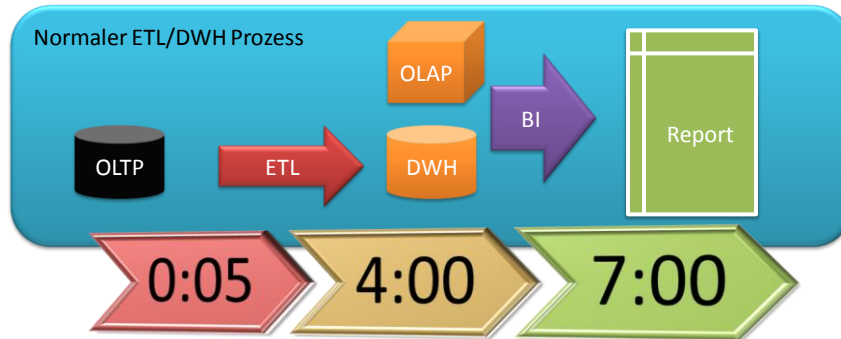 Normaler ETL/DWH Prozess
OLAP
BI
Report
OLTP
ETL
DWH
0:05
4:00
7:00